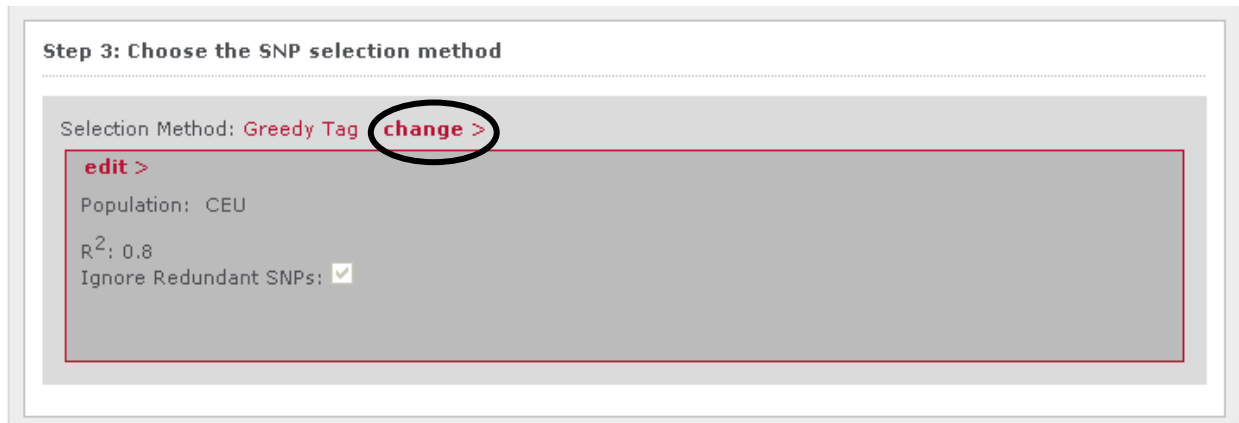 Step 3: Choose the SNP selection method
Selection Method: Greedy Tag change >
edit >
Population: CEU
R²: 0.8
Ignore Redundant SNPs: